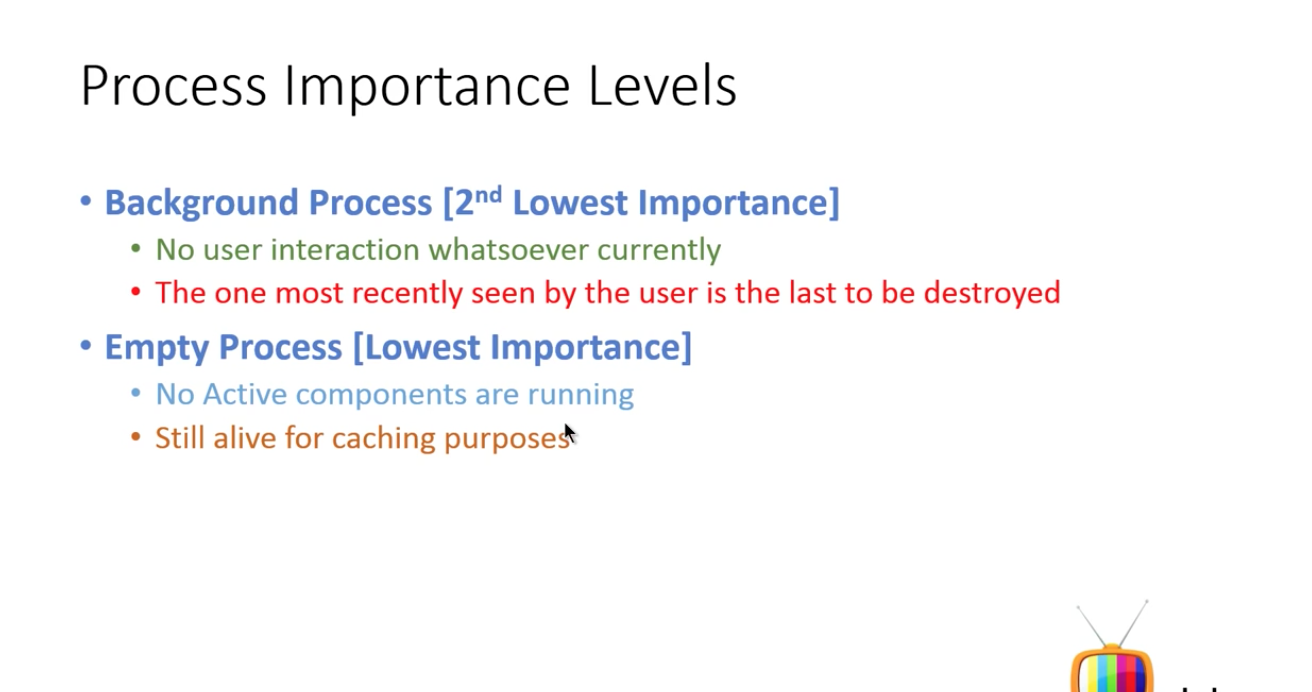 Process Importance Levels
• Background Process [2nd Lowest Importance]
• No user interaction whatsoever currently
• The one most recently seen by the user is the last to be destroyed
• Empty Process [Lowest Importance]
• No Active components are running
• Still alive for caching purposes